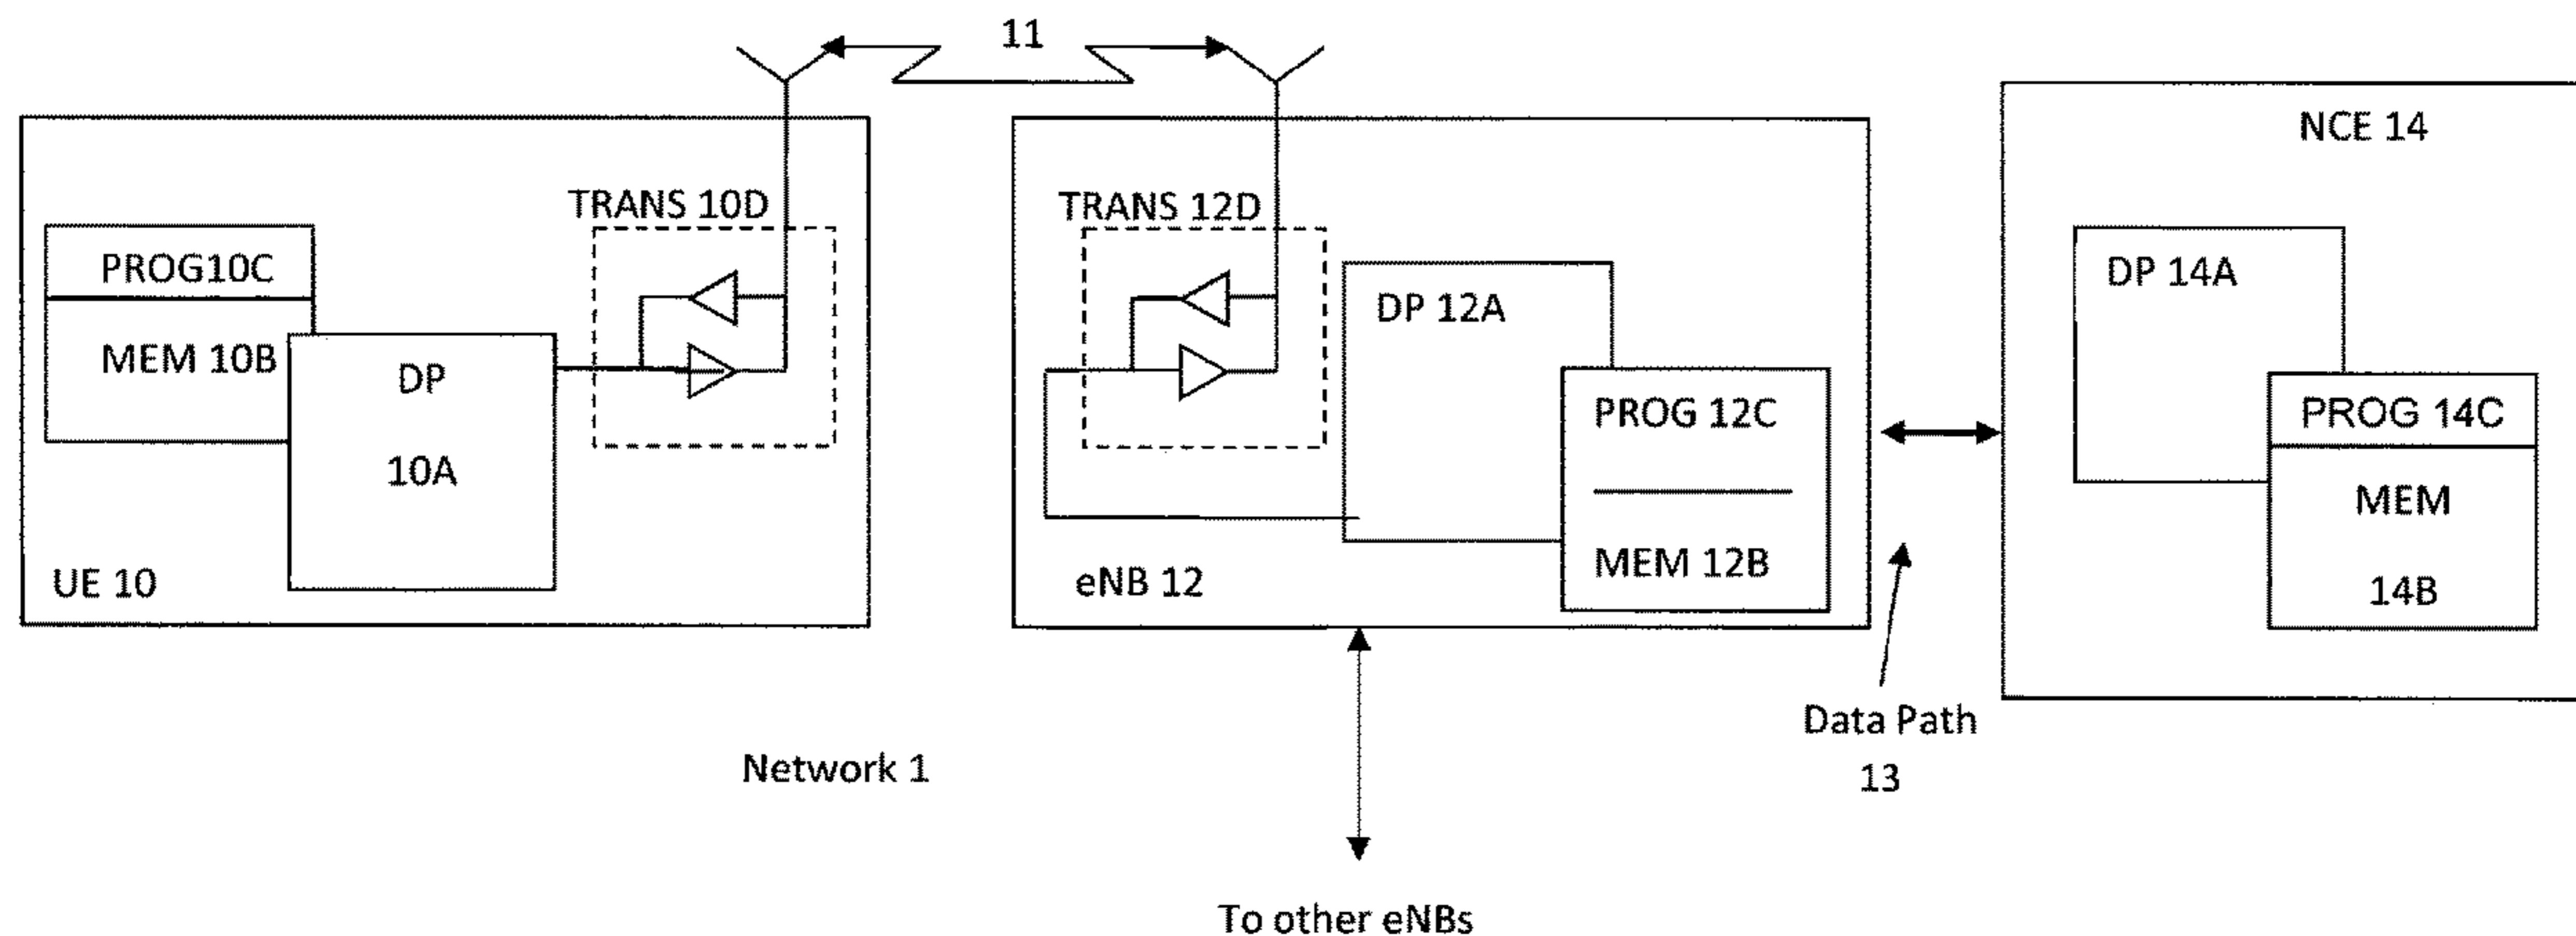 11
TRANS 10D
PROG10C
MEM 10B
DP
10A
UE 10
TRANS 12D
DP 12A
PROG 12C
MEM 12B
eNB 12
NCE 14
DP 14A
PROG 14C
MEM
14B
Data Path
13
Network 1
To other eNBs